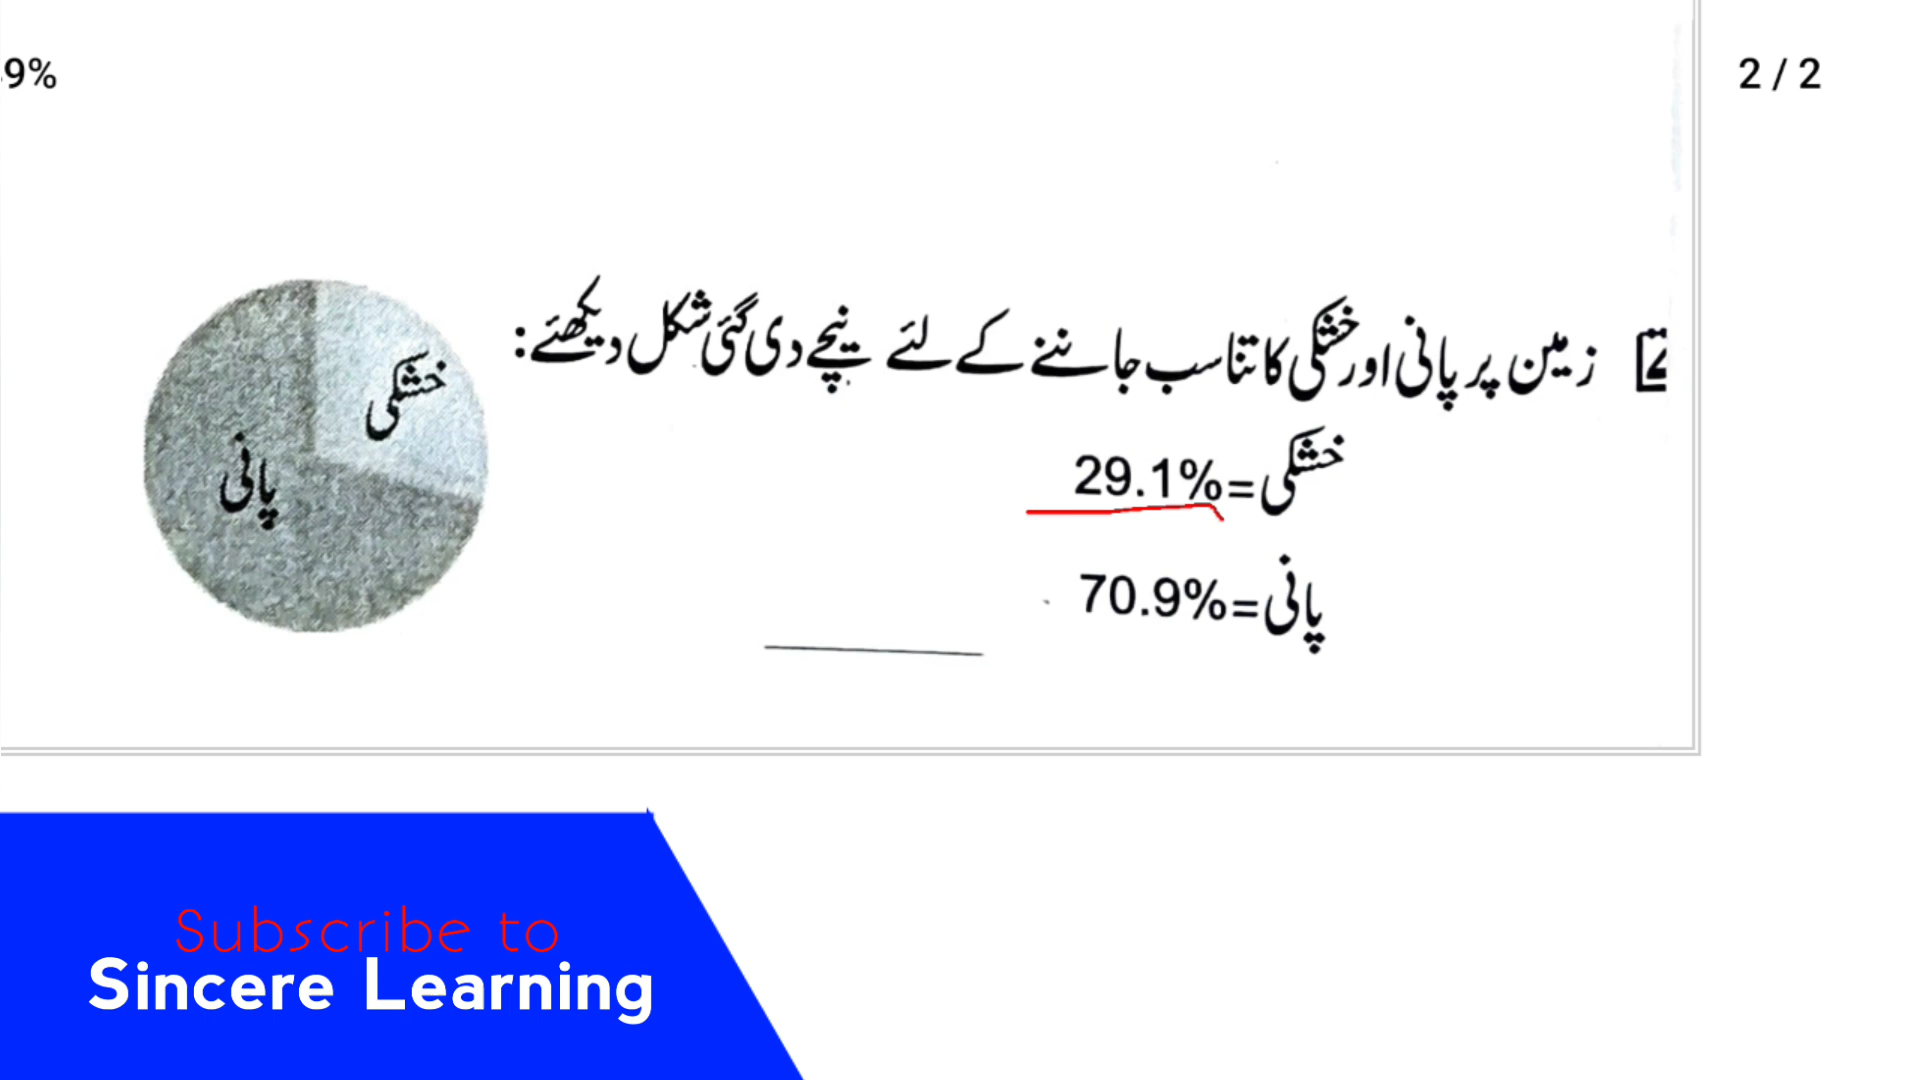 9%
2 / 2
زمین پر پانی اور خشکی کا تناسب جاننے کے لئے نیچے دی گئی شکل دیکھئے:
خشکی=29.1%
پانی=70.9%
خشکی
پانی
Subscribe to
Sincere Learning